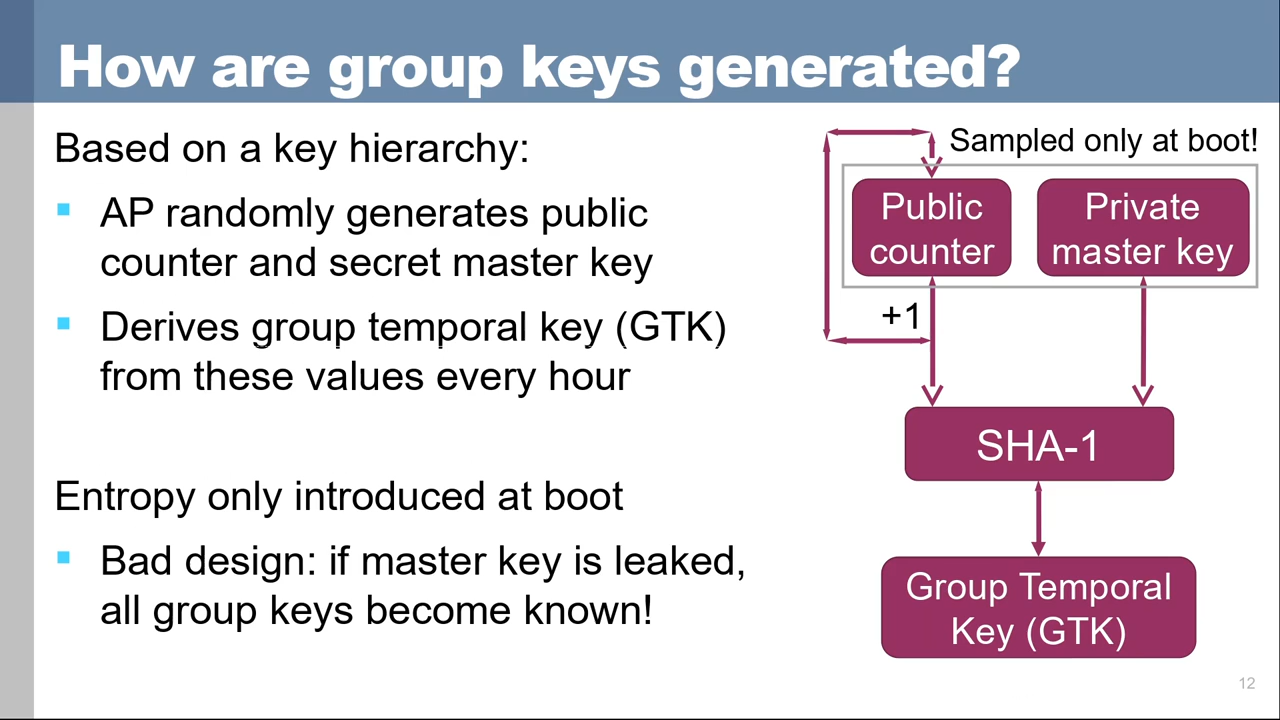 How are group keys generated?
Based on a key hierarchy:
AP randomly generates public
counter and secret master key
Derives group temporal key (GTK)
from these values every hour
Entropy only introduced at boot
Bad design: if master key is leaked,
all group keys become known!
Sampled only at boot!
Public
counter
Private
master key
+1
SHA-1
Group Temporal
Key (GTK)
12